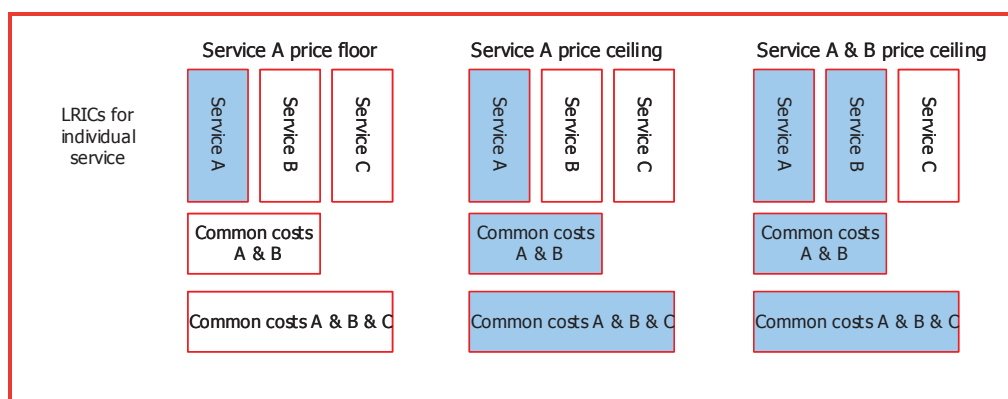 Service A price floor
Service A price ceiling
Service A & B price ceiling
LRICs for
individual
service
Service A
Service B
Service C
Service A
Service B
Service C
Service A
Service B
Service C
Common costs
A & B
Common costs
A & B
Common costs
A & B
Common costs A & B & C
Common costs A & B & C
Common costs A & B & C